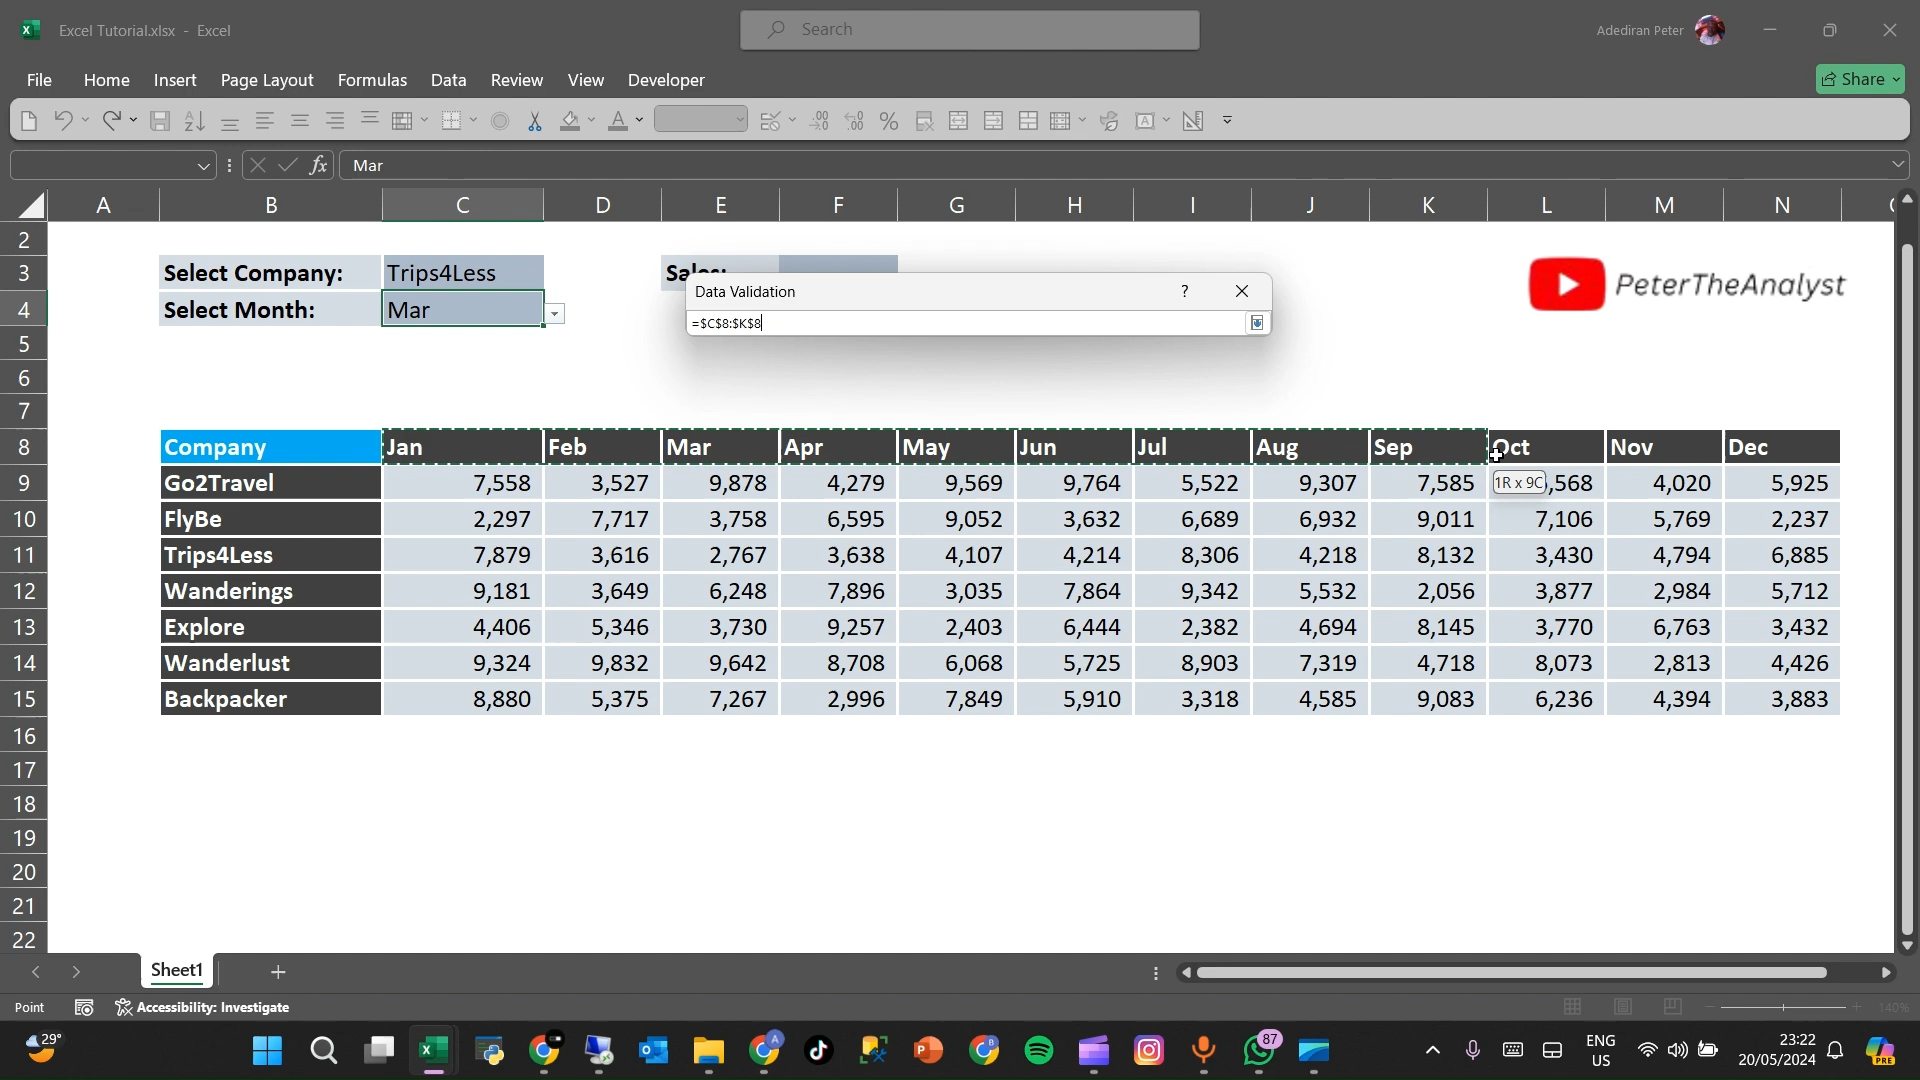 Excel Tutorial.xlsx - Excel
Search
Adediran Peter
File Home Insert Page Layout Formulas Data Review View Developer
Share
Mar
A B C D E F G H I J K L M N
2
3 Select Company: Trips4Less
4 Select Month: Mar
Data Validation
=$C$8:$K$8
PeterTheAnalyst
5
6
7
8 Company Jan Feb Mar Apr May Jun Jul Aug Sep Oct Nov Dec
9 Go2Travel 7,558 3,527 9,878 4,279 9,569 9,764 5,522 9,307 7,585 ,568 4,020 5,925
1R x 9C
10 FlyBe 2,297 7,717 3,758 6,595 9,052 3,632 6,689 6,932 9,011 7,106 5,769 2,237
11 Trips4Less 7,879 3,616 2,767 3,638 4,107 4,214 8,306 4,218 8,132 3,430 4,794 6,885
12 Wanderings 9,181 3,649 6,248 7,896 3,035 7,864 9,342 5,532 2,056 3,877 2,984 5,712
13 Explore 4,406 5,346 3,730 9,257 2,403 6,444 2,382 4,694 8,145 3,770 6,763 3,432
14 Wanderlust 9,324 9,832 9,642 8,708 6,068 5,725 8,903 7,319 4,718 8,073 2,813 4,426
15 Backpacker 8,880 5,375 7,267 2,996 7,849 5,910 3,318 4,585 9,083 6,236 4,394 3,883
16
17
18
19
20
21
22
Sheet1
Point Accessibility: Investigate 140%
29°
87
ENG
US
23:22
20/05/2024
PRE